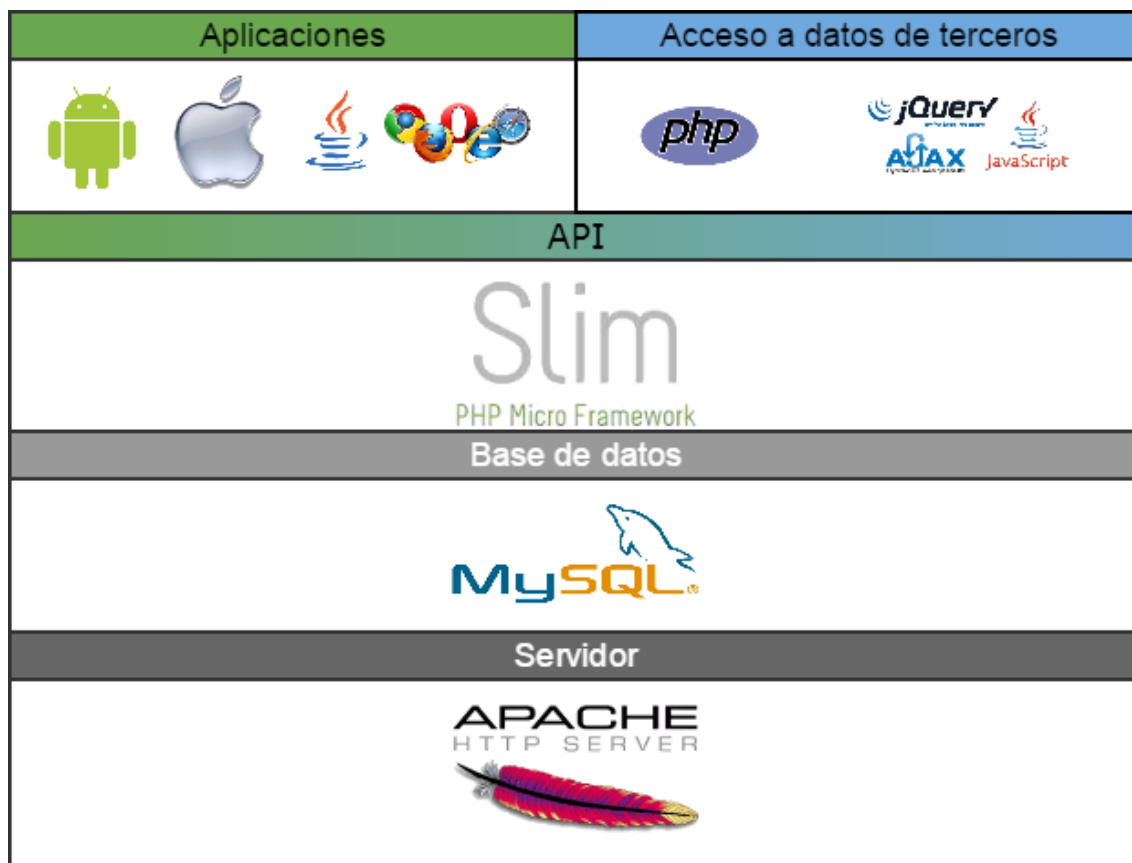 Aplicaciones
Acceso a datos de terceros
php
jQuery
AJAX
JavaScript
API
Slim
PHP Micro Framework
Base de datos
MySQL®
Servidor
APACHE
HTTP SERVER